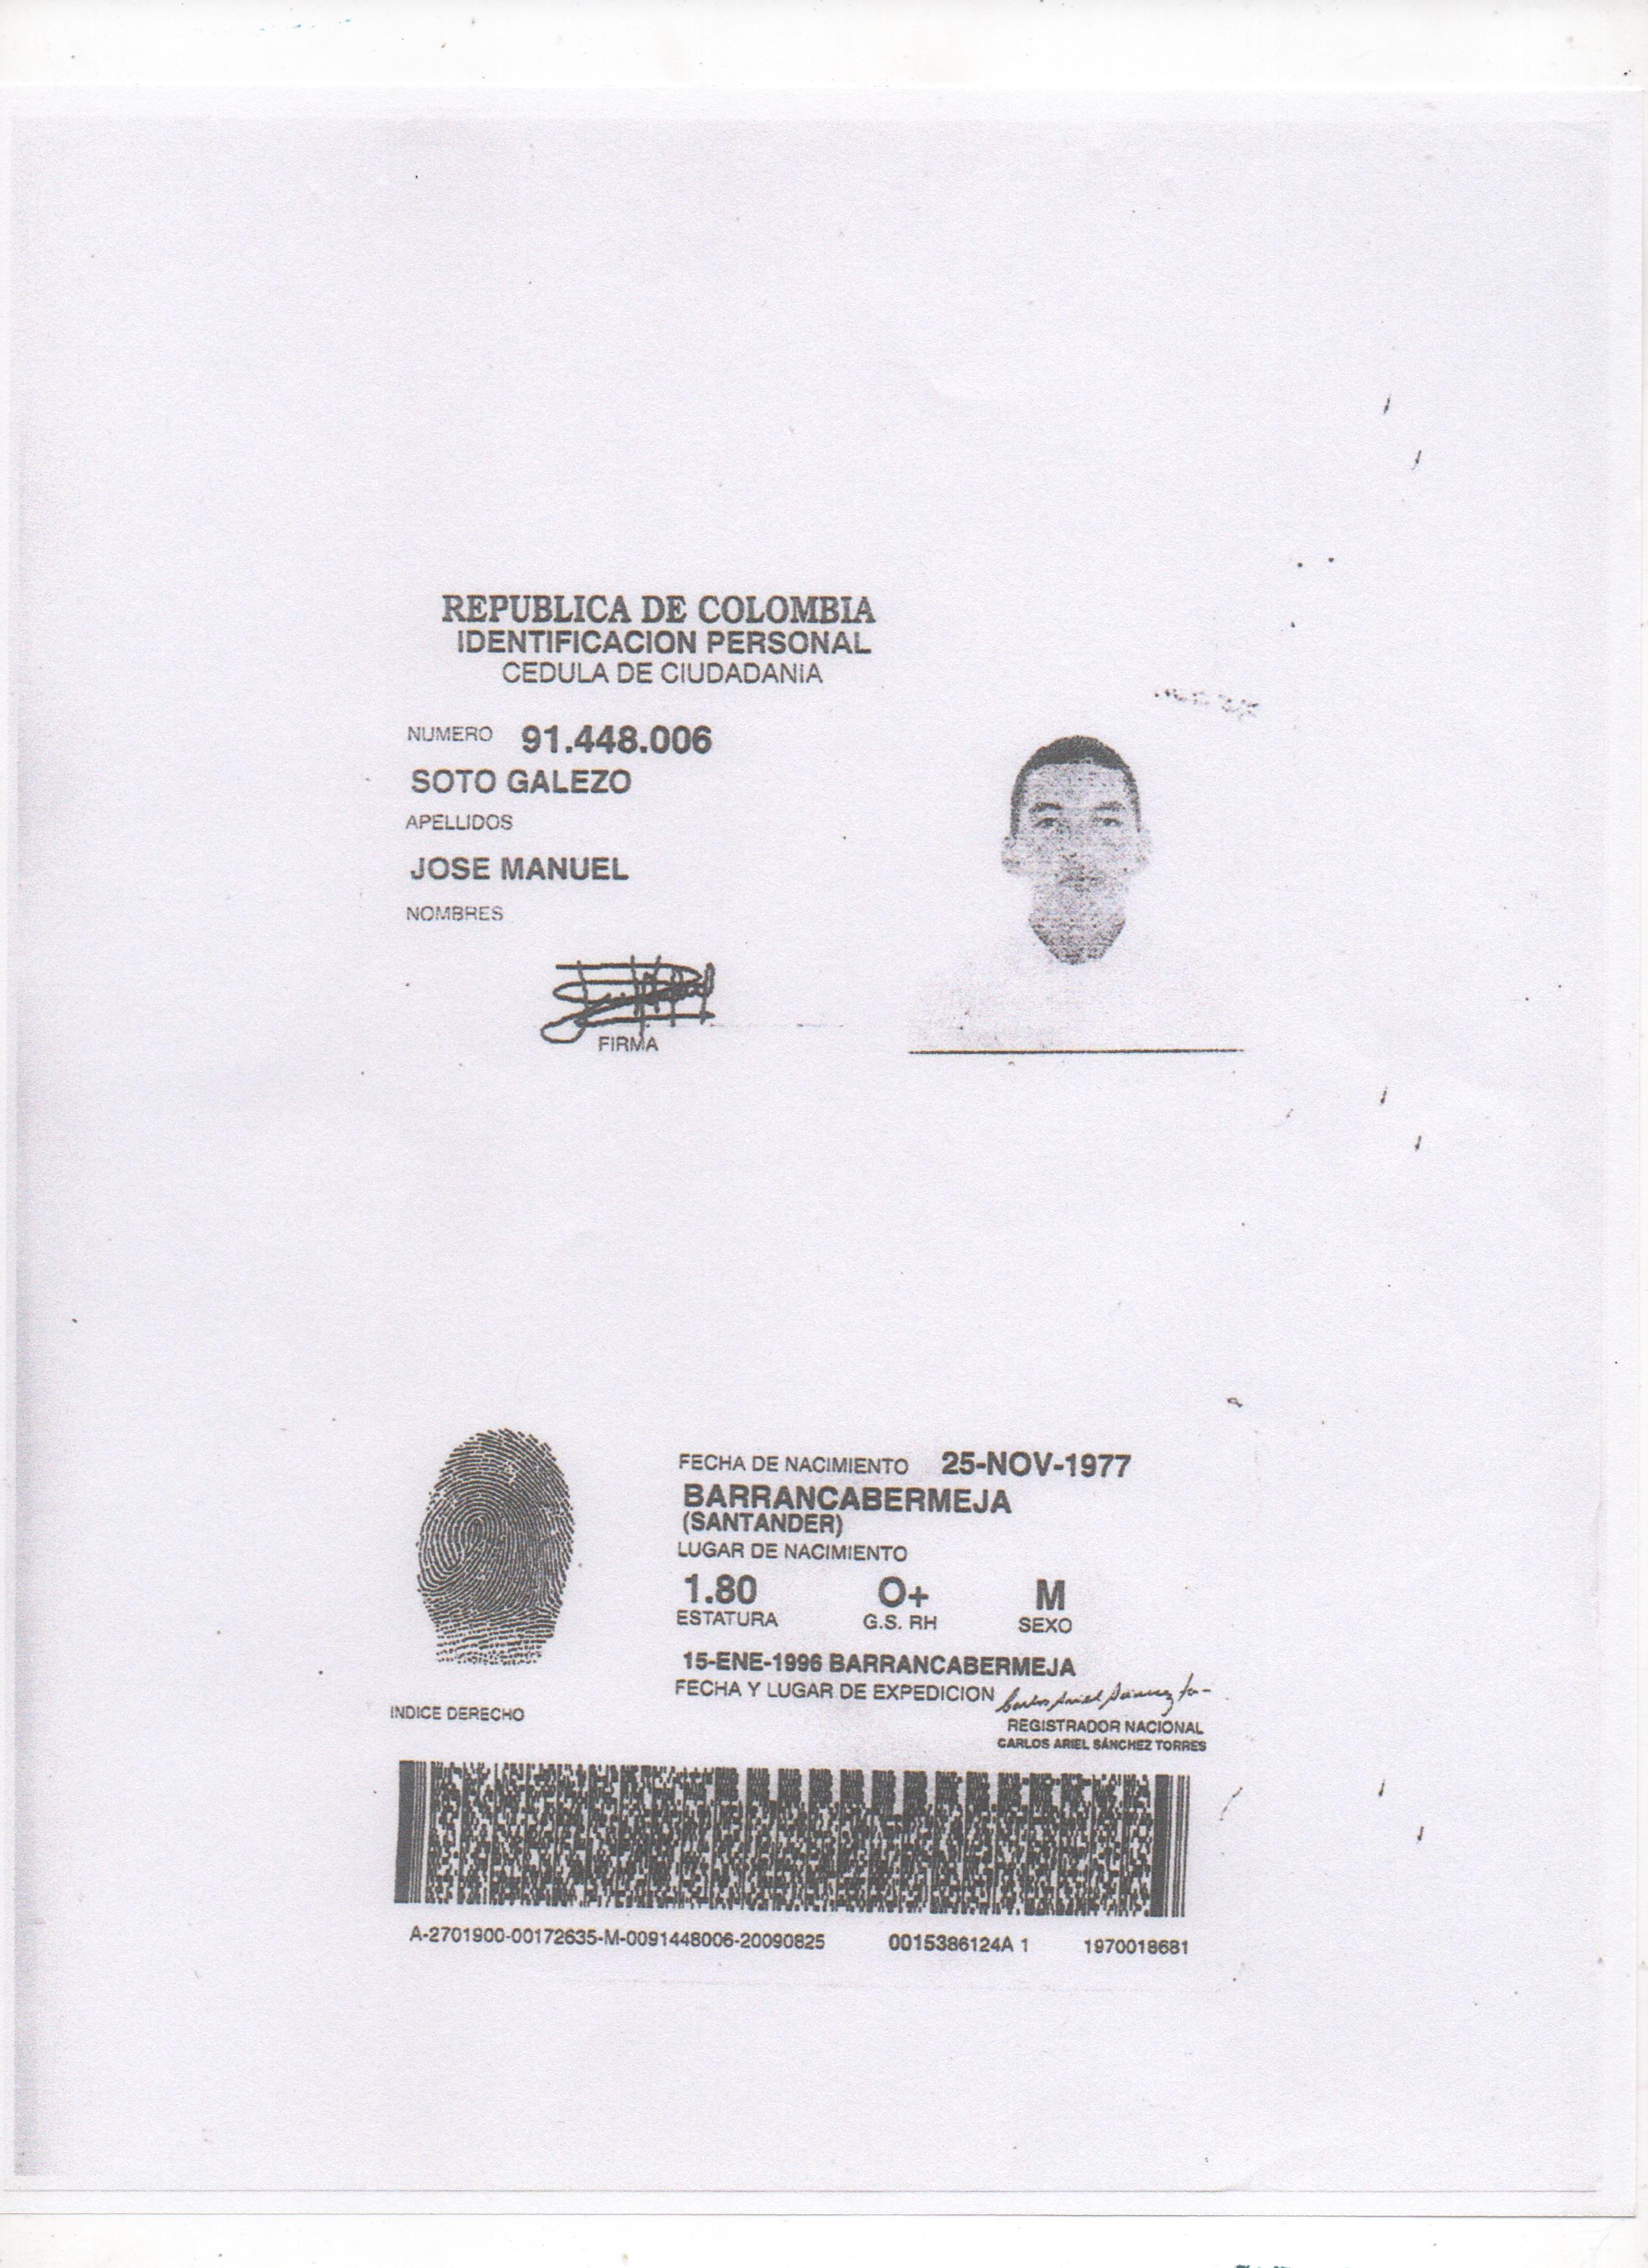 REPUBLICA DE COLOMBIA
IDENTIFICACION PERSONAL
CEDULA DE CIUDADANIA
NUMERO 91.448.006
SOTO GALEZO
APELLIDOS
JOSE MANUEL
NOMBRES
FIRMA
FECHA DE NACIMIENTO 25-NOV-1977
BARRANCABERMEJA
(SANTANDER)
LUGAR DE NACIMIENTO
1.80 O+ M
ESTATURA G.S. RH SEXO
15-ENE-1996 BARRANCABERMEJA
FECHA Y LUGAR DE EXPEDICION
INDICE DERECHO
REGISTRADOR NACIONAL
CARLOS ARIEL SÁNCHEZ TORRES
A-2701900-00172635-M-0091448006-20090825 0015386124A 1 1970018681